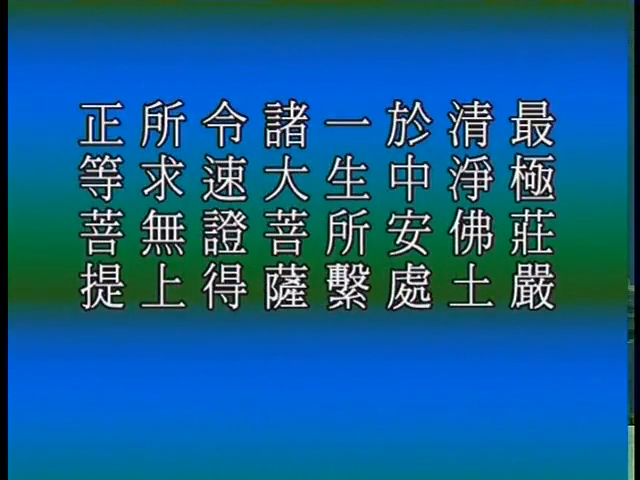 最極莊嚴
清淨佛土
於中安處
一生所繫
諸大菩薩
令速證得
所求無上
正等菩提